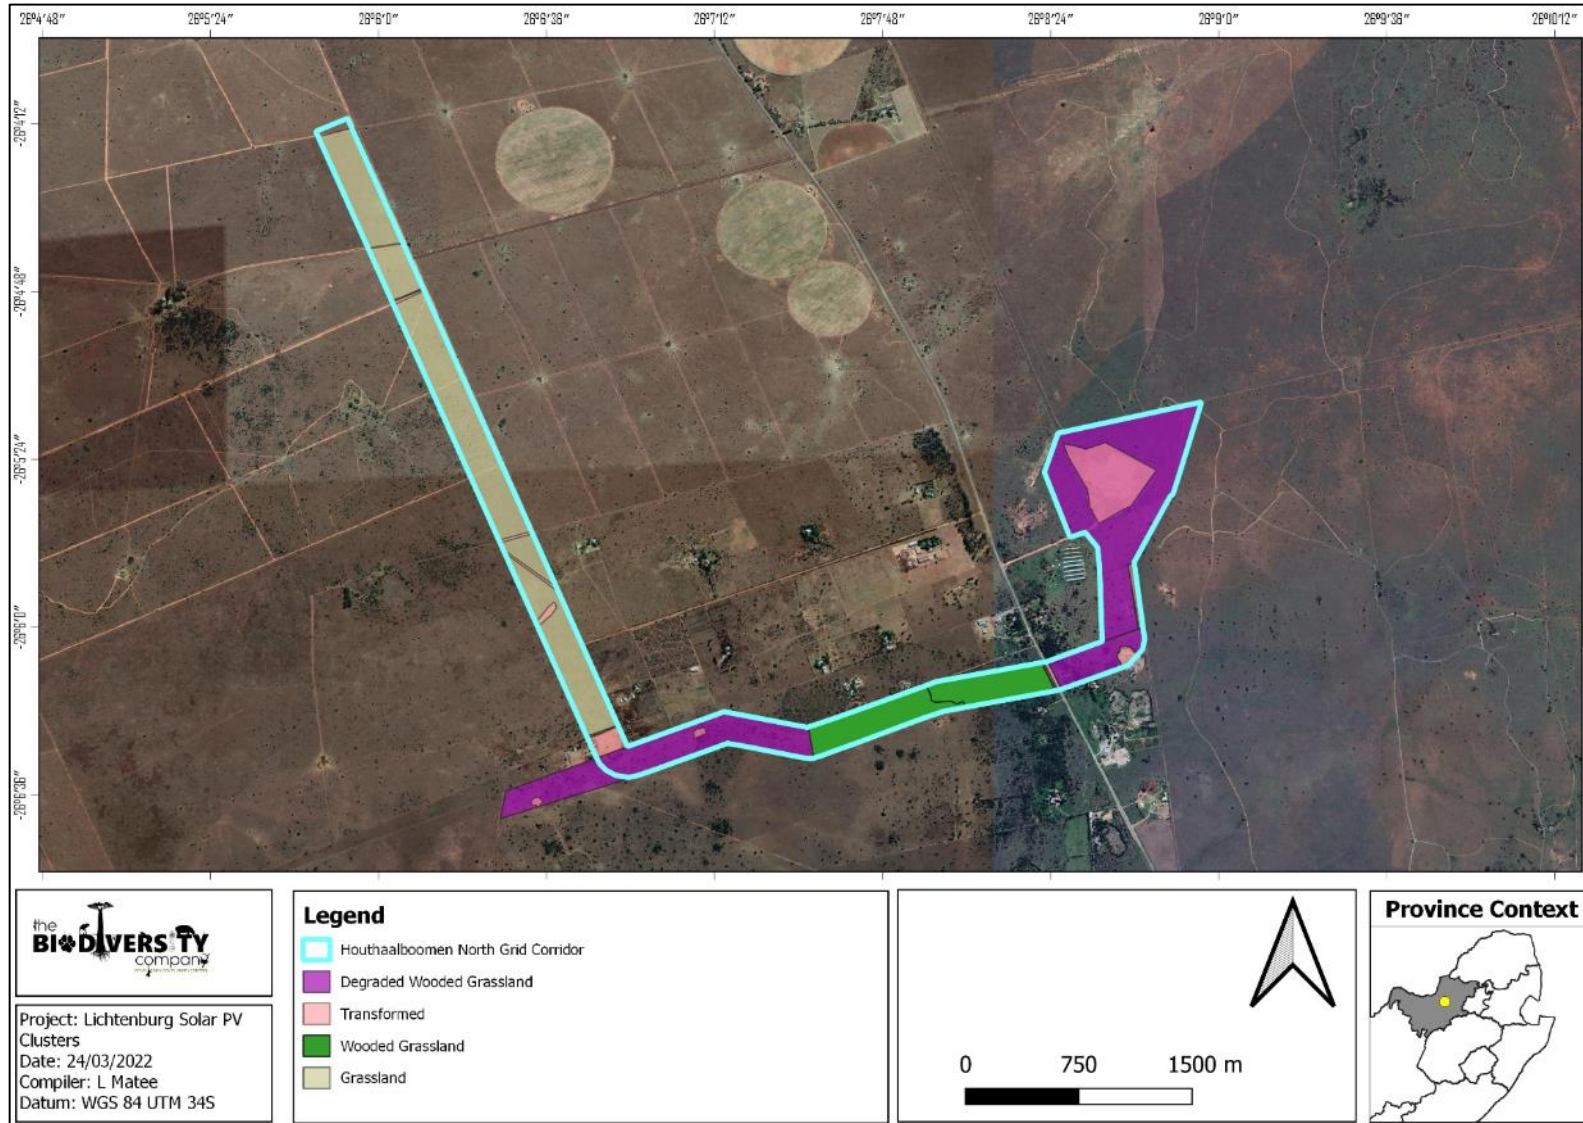 26°4'48" 26°5'24" 26°6'0" 26°6'36" 26°7'12" 26°7'48" 26°8'24" 26°9'0" 26°9'36" 26°10'12"
-26°4'12"
-26°4'48"
-26°5'24"
-26°6'0"
-26°6'36"
the
BIODIVERSITY
company
Project: Lichtenburg Solar PV
Clusters
Date: 24/03/2022
Compiler: L Matee
Datum: WGS 84 UTM 34S
Legend
Houthaalboomen North Grid Corridor
Degraded Wooded Grassland
Transformed
Wooded Grassland
Grassland
0 750 1500 m
Province Context